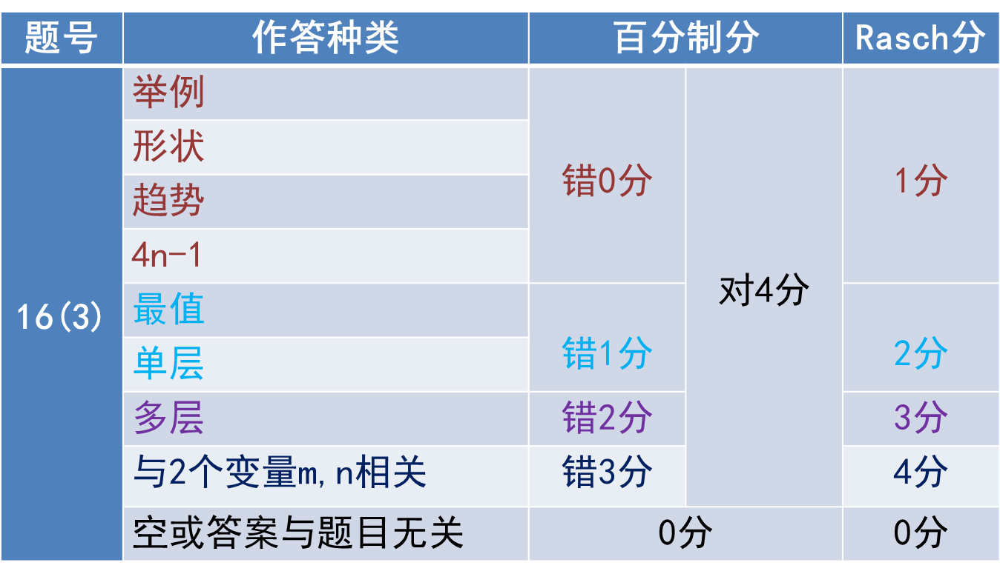 题号 作答种类 百分制分 Rasch分
举例
形状
趋势
错0分 1分
4n-1
对4分
最值
16(3)
单层 错1分 2分
多层 错2分 3分
与2个变量m,n相关 错3分 4分
空或答案与题目无关 0分 0分